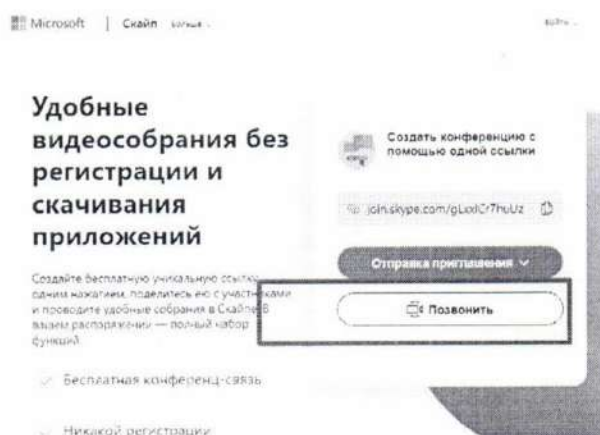 Microsoft | Скайп Больше
Войти
Удобные
видеособрания без
регистрации и
скачивания
приложений
Создайте бесплатную уникальную ссылку
одним нажатием, поделитесь ею с участниками
и проводите удобные собрания в Скайпе. В
вашем распоряжении — полный набор
функций.
Бесплатная конференц-связь
Никакой регистрации
Создать конференцию с
помощью одной ссылки
join.skype.com/
Отправка приглашения
Позвонить